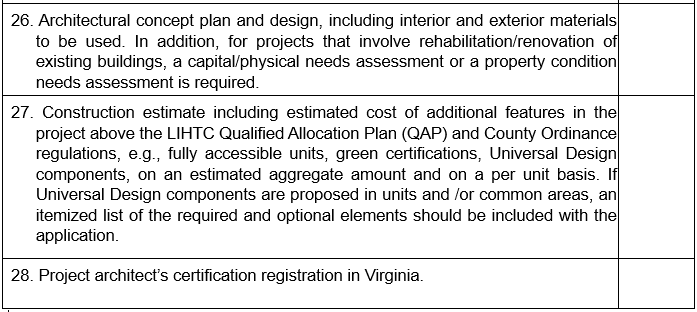 26. Architectural concept plan and design, including interior and exterior materials
to be used. In addition, for projects that involve rehabilitation/renovation of
existing buildings, a capital/physical needs assessment or a property condition
needs assessment is required.
27. Construction estimate including estimated cost of additional features in the
project above the LIHTC Qualified Allocation Plan (QAP) and County Ordinance
regulations, e.g., fully accessible units, green certifications, Universal Design
components, on an estimated aggregate amount and on a per unit basis. If
Universal Design components are proposed in units and /or common areas, an
itemized list of the required and optional elements should be included with the
application.
28. Project architect’s certification registration in Virginia.